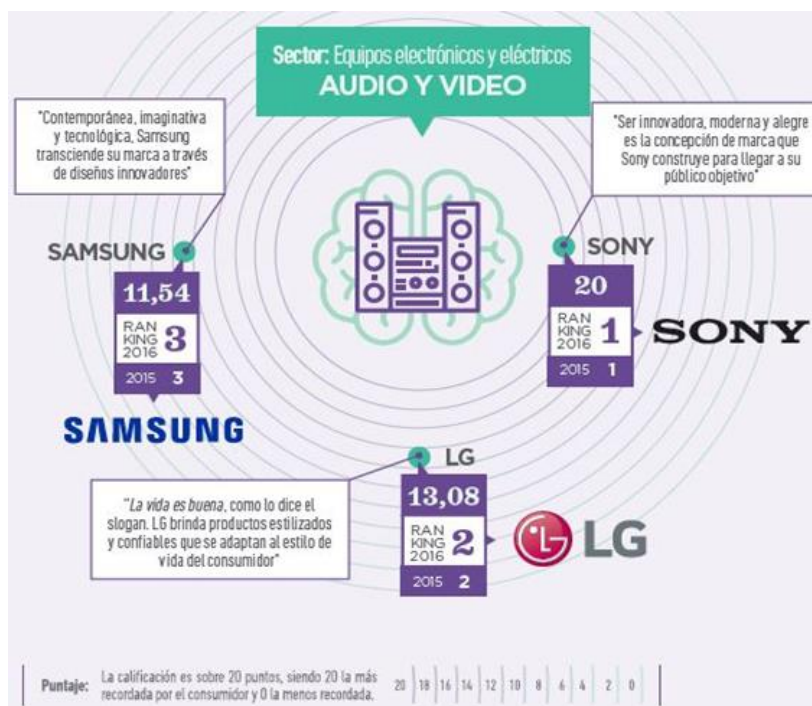 Sector: Equipos electrónicos y eléctricos
AUDIO Y VIDEO
"Contemporánea, imaginativa
y tecnológica, Samsung
transciende su marca a través
de diseños innovadores"
"Ser innovadora, moderna y alegre
es la concepción de marca que
Sony construye para llegar a su
público objetivo"
SAMSUNG
11,54
RAN
KING
2016
3
2015 3
SAMSUNG
SONY
20
RAN
KING
2016
1
2015 1
SONY
LG
13,08
RAN
KING
2016
2
2015 2
LG
LG
"La vida es buena, como lo dice el
slogan. LG brinda productos estilizados
y confiables que se adaptan al estilo de
vida del consumidor"
Puntaje:
La calificación es sobre 20 puntos, siendo 20 la más
recordada por el consumidor y 0 la menos recordada.
20 18 16 14 12 10 8 6 4 2 0